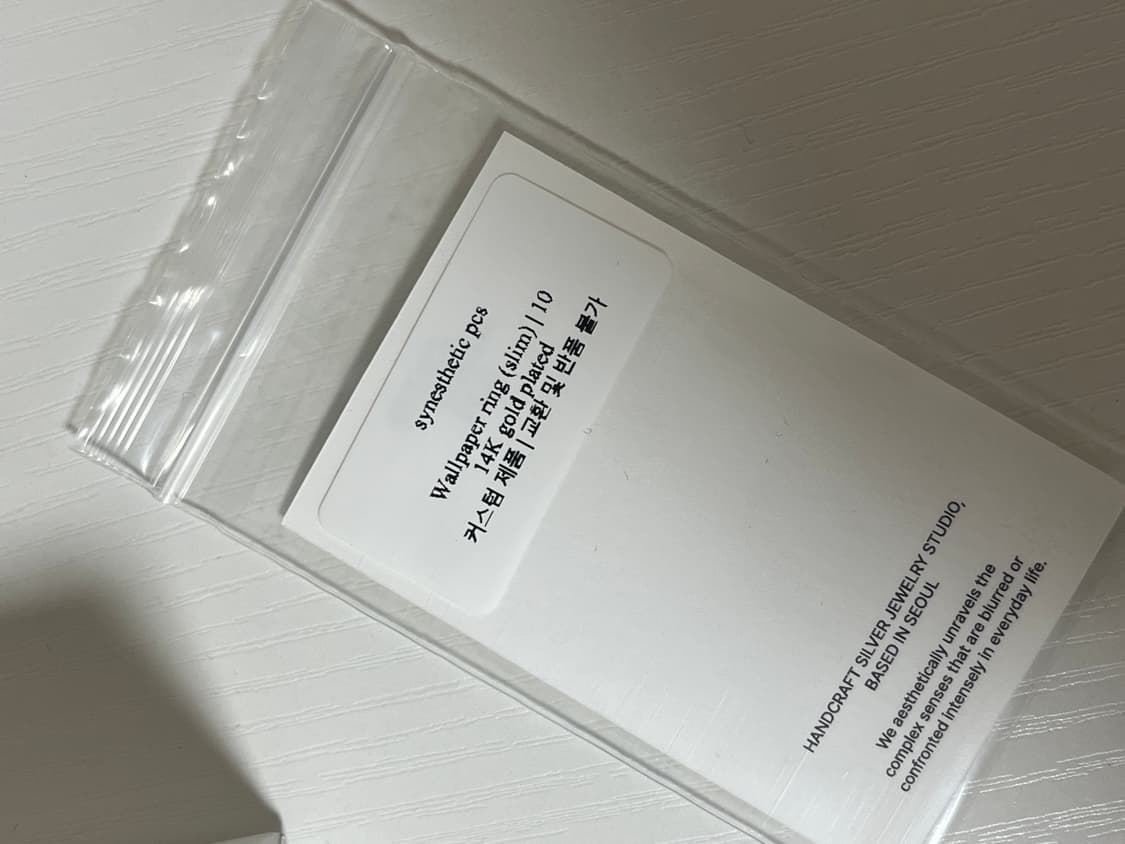 synesthetic pcs
Wallpaper ring (slim) | 10
14K gold plated
커스텀 제품 | 교환 및 반품 불가
HANDCRAFT SILVER JEWELRY STUDIO,
BASED IN SEOUL
We aesthetically unravels the
complex senses that are blurred or
confronted intensely in everyday life.